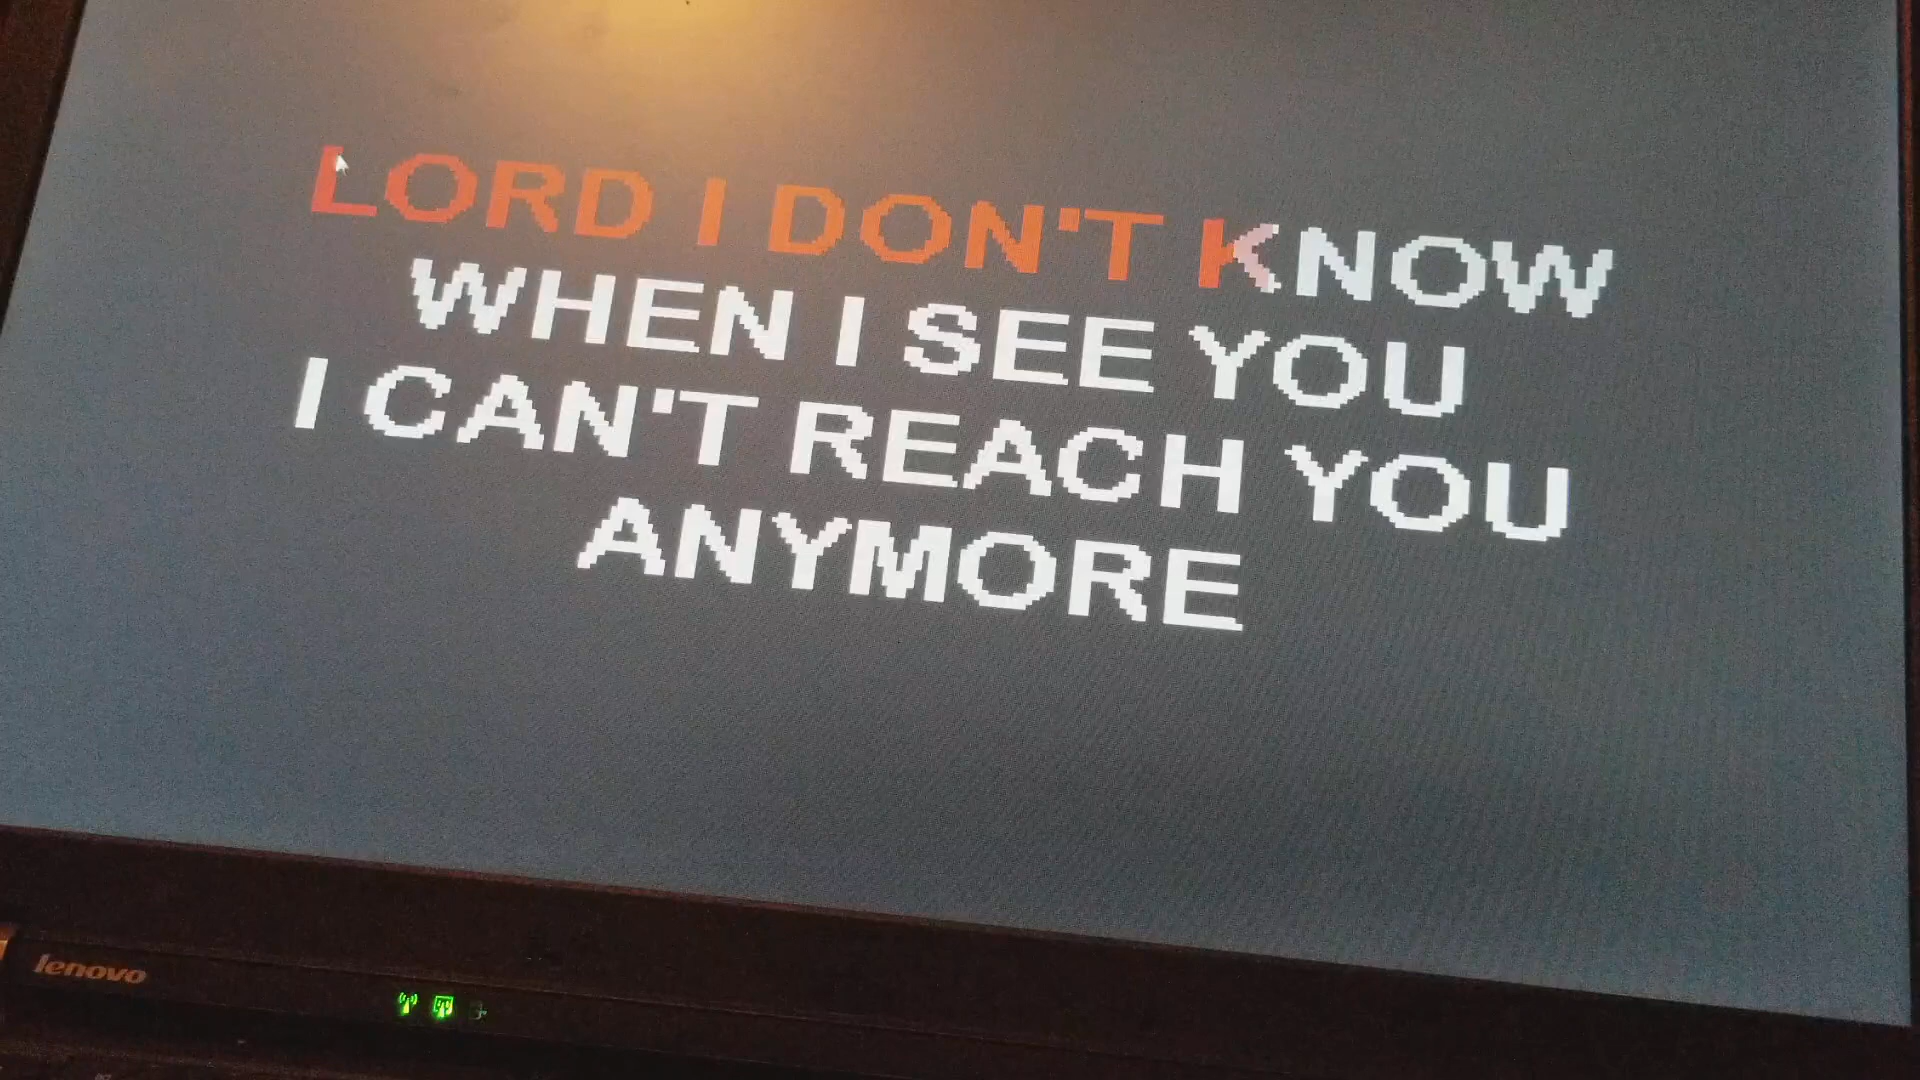 LORD I DON'T KNOW
WHEN I SEE YOU
I CAN'T REACH YOU
ANYMORE
lenovo